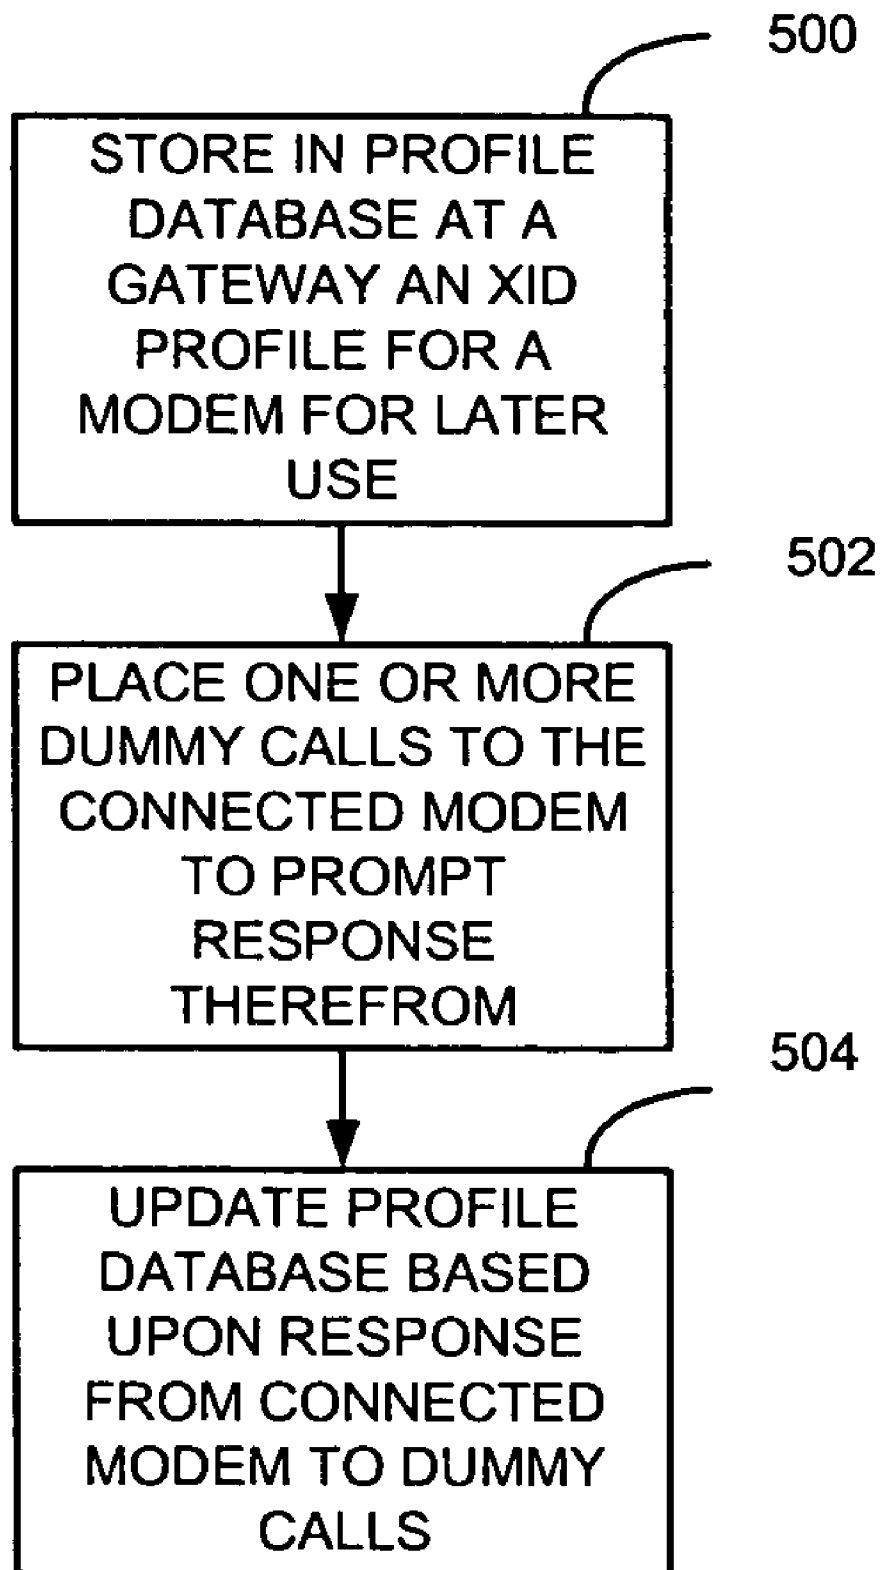 500
STORE IN PROFILE
DATABASE AT A
GATEWAY AN XID
PROFILE FOR A
MODEM FOR LATER
USE
502
PLACE ONE OR MORE
DUMMY CALLS TO THE
CONNECTED MODEM
TO PROMPT
RESPONSE
THEREFROM
504
UPDATE PROFILE
DATABASE BASED
UPON RESPONSE
FROM CONNECTED
MODEM TO DUMMY
CALLS